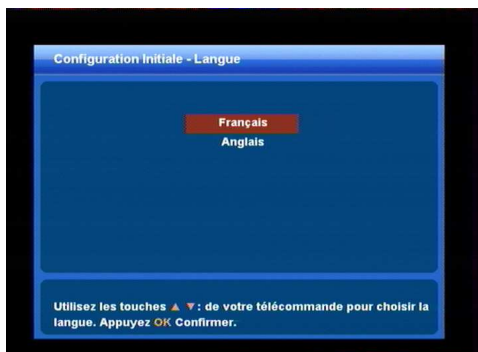 Configuration Initiale - Langue
Français
Anglais
Utilisez les touches ▲ ▼: de votre télécommande pour choisir la
langue. Appuyez OK Confirmer.